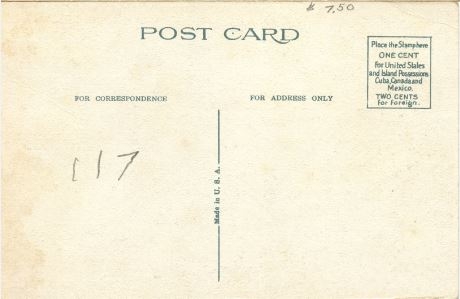 $ 7.50
POST CARD
Place the Stamp here
ONE CENT
for United States
and Island Possessions
Cuba, Canada and
Mexico.
TWO CENTS
for Foreign.
FOR CORRESPONDENCE
FOR ADDRESS ONLY
117
Made in U. S. A.